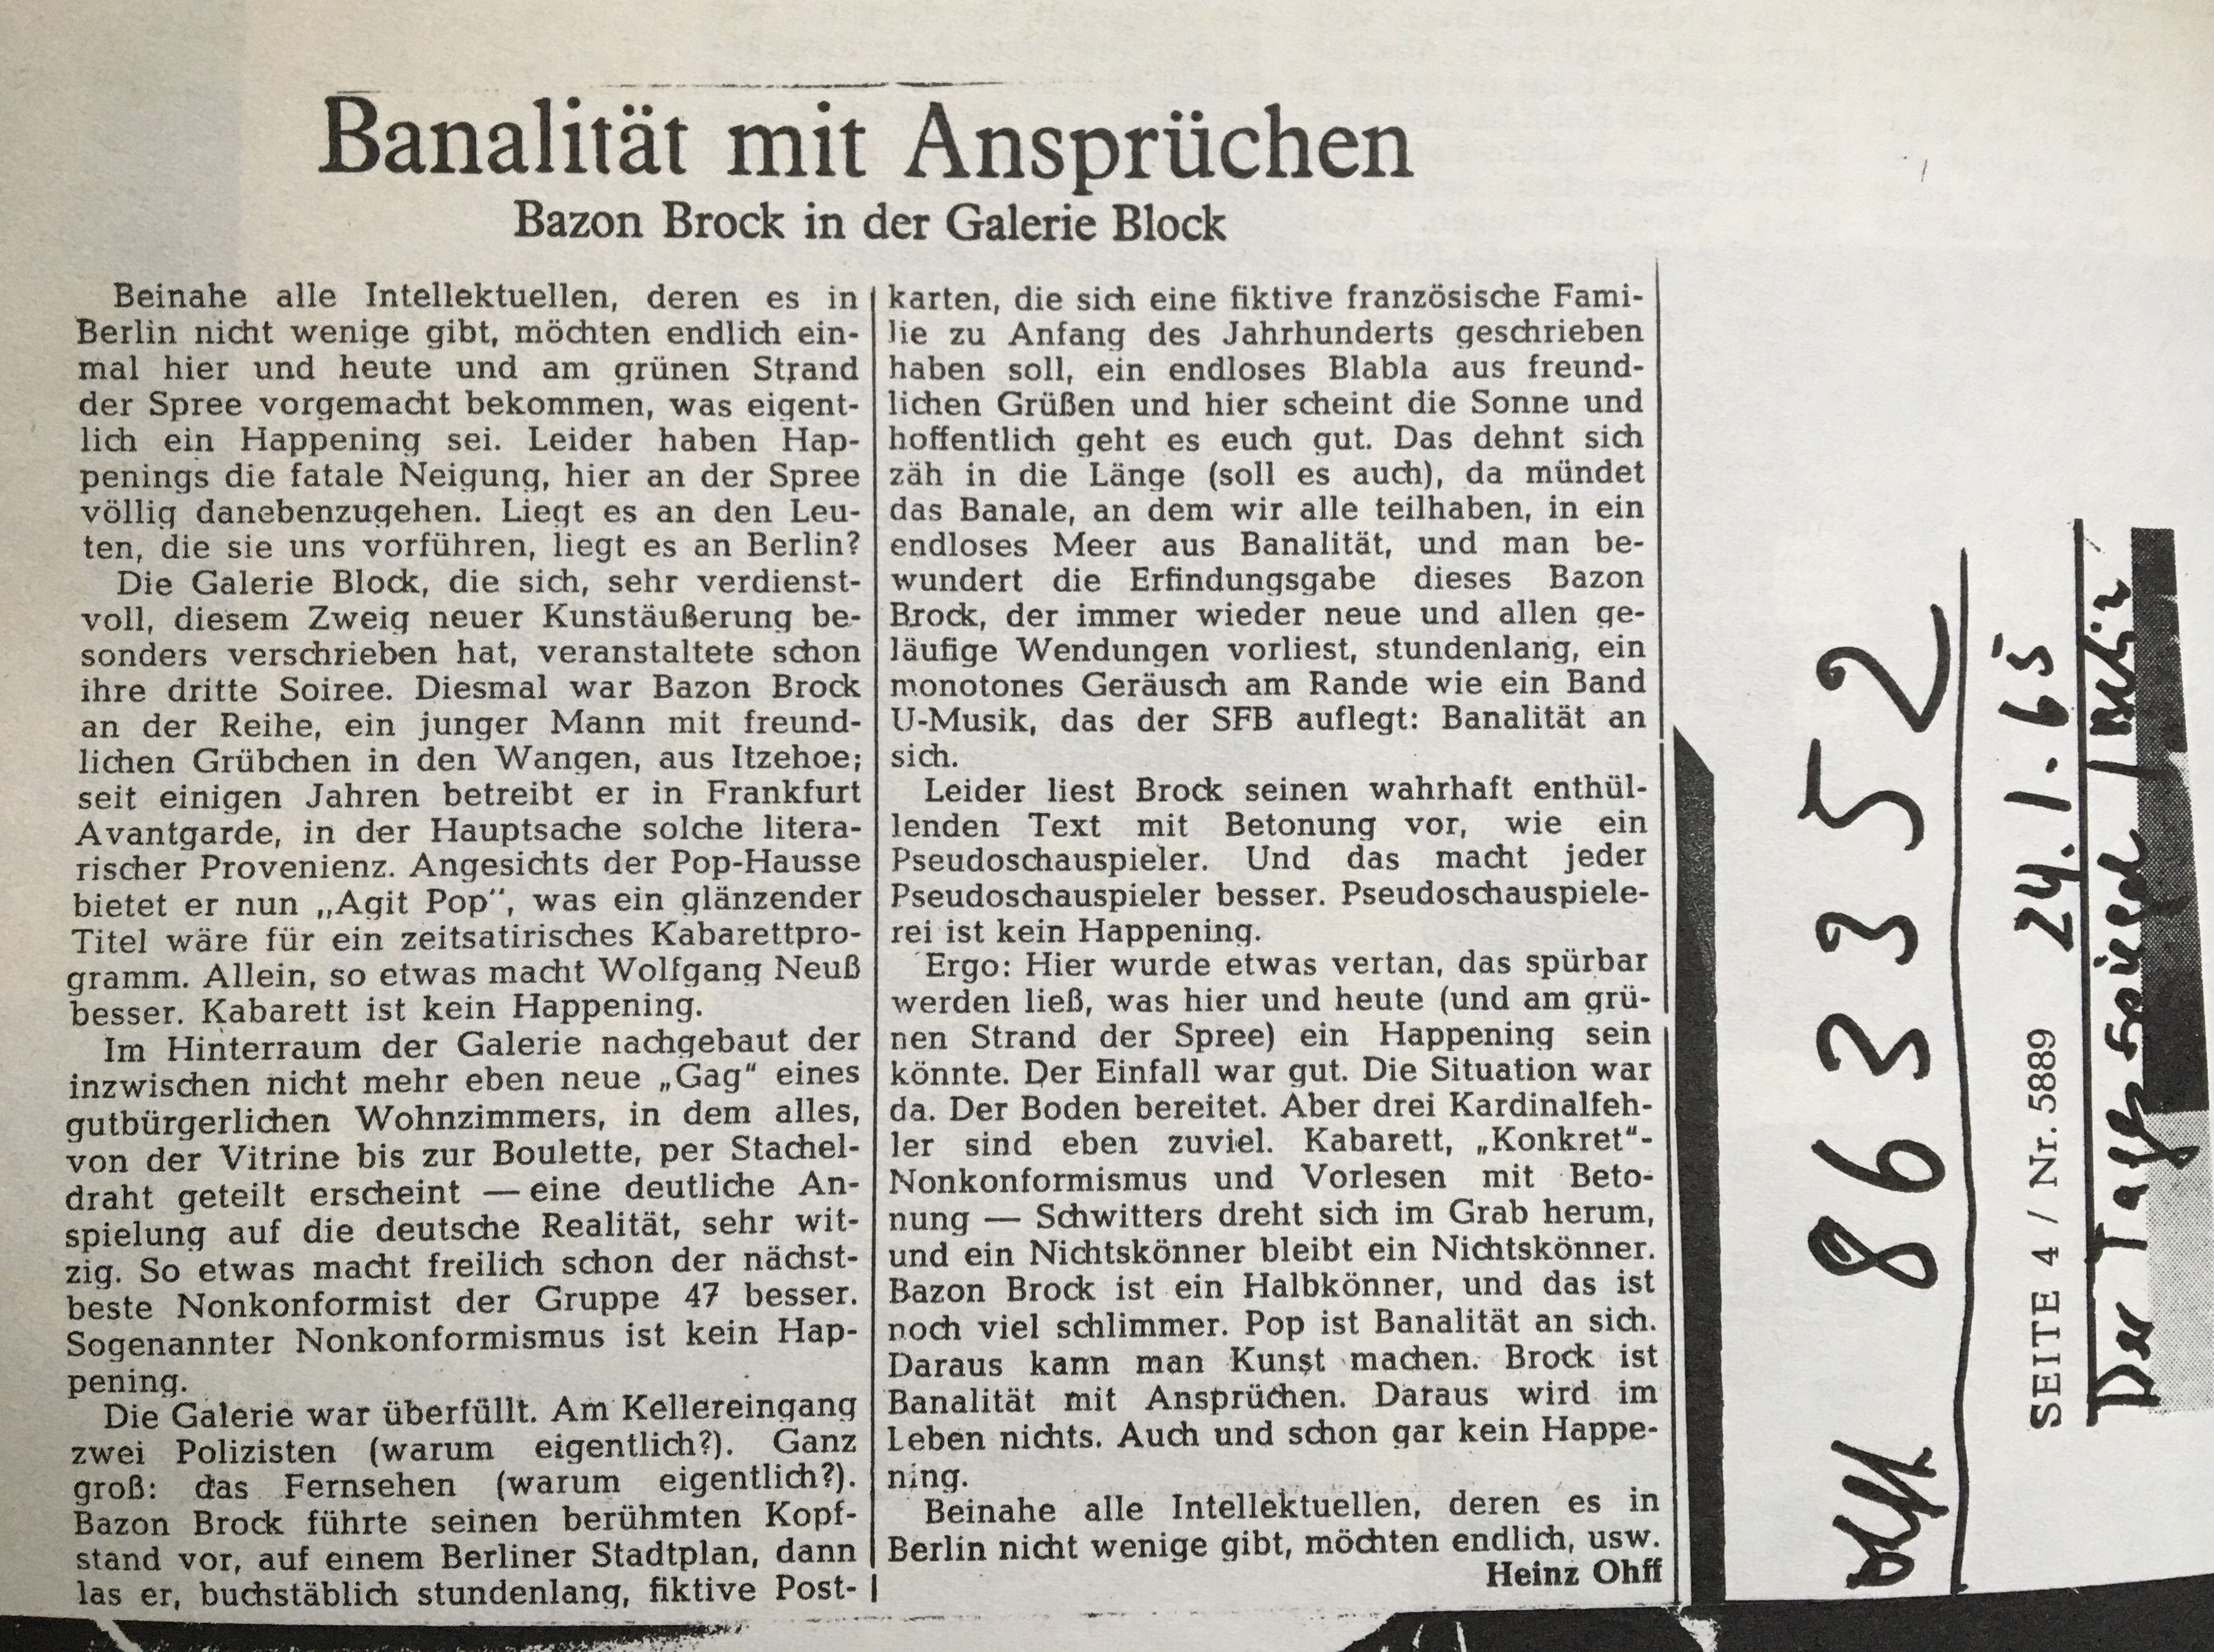 Banalität mit Ansprüchen
Bazon Brock in der Galerie Block
Beinahe alle Intellektuellen, deren es in
Berlin nicht wenige gibt, möchten endlich ein-
mal hier und heute und am grünen Strand
der Spree vorgemacht bekommen, was eigent-
lich ein Happening sei. Leider haben Hap-
penings die fatale Neigung, hier an der Spree
völlig danebenzugehen. Liegt es an den Leu-
ten, die sie uns vorführen, liegt es an Berlin?
Die Galerie Block, die sich, sehr verdienst-
voll, diesem Zweig neuer Kunstäußerung be-
sonders verschrieben hat, veranstaltete schon
ihre dritte Soiree. Diesmal war Bazon Brock
an der Reihe, ein junger Mann mit freund-
lichen Grübchen in den Wangen, aus Itzehoe;
seit einigen Jahren betreibt er in Frankfurt
Avantgarde, in der Hauptsache solche litera-
rischer Provenienz. Angesichts der Pop-Hausse
bietet er nun „Agit Pop“, was ein glänzender
Titel wäre für ein zeitsatirisches Kabarettpro-
gramm. Allein, so etwas macht Wolfgang Neuß
besser. Kabarett ist kein Happening.
Im Hinterraum der Galerie nachgebaut der
inzwischen nicht mehr eben neue „Gag“ eines
gutbürgerlichen Wohnzimmers, in dem alles,
von der Vitrine bis zur Boulette, per Stachel-
draht geteilt erscheint — eine deutliche An-
spielung auf die deutsche Realität, sehr wit-
zig. So etwas macht freilich schon der nächst-
beste Nonkonformist der Gruppe 47 besser.
Sogenannter Nonkonformismus ist kein Hap-
pening.
Die Galerie war überfüllt. Am Kellereingang
zwei Polizisten (warum eigentlich?). Ganz
groß: das Fernsehen (warum eigentlich?).
Bazon Brock führte seinen berühmten Kopf-
stand vor, auf einem Berliner Stadtplan, dann
las er, buchstäblich stundenlang, fiktive Post-
karten, die sich eine fiktive französische Fami-
lie zu Anfang des Jahrhunderts geschrieben
haben soll, ein endloses Blabla aus freund-
lichen Grüßen und hier scheint die Sonne und
hoffentlich geht es euch gut. Das dehnt sich
zäh in die Länge (soll es auch), da mündet
das Banale, an dem wir alle teilhaben, in ein
endloses Meer aus Banalität, und man be-
wundert die Erfindungsgabe dieses Bazon
Brock, der immer wieder neue und allen ge-
läufige Wendungen vorliest, stundenlang, ein
monotones Geräusch am Rande wie ein Band
U-Musik, das der SFB auflegt: Banalität an
sich.
Leider liest Brock seinen wahrhaft enthül-
lenden Text mit Betonung vor, wie ein
Pseudoschauspieler. Und das macht jeder
Pseudoschauspieler besser. Pseudoschauspiele-
rei ist kein Happening.
Ergo: Hier wurde etwas vertan, das spürbar
werden ließ, was hier und heute (und am grü-
nen Strand der Spree) ein Happening sein
könnte. Der Einfall war gut. Die Situation war
da. Der Boden bereitet. Aber drei Kardinalfeh-
ler sind eben zuviel. Kabarett, „Konkret“-
Nonkonformismus und Vorlesen mit Beto-
nung — Schwitters dreht sich im Grab herum,
und ein Nichtskönner bleibt ein Nichtskönner.
Bazon Brock ist ein Halbkönner, und das ist
noch viel schlimmer. Pop ist Banalität an sich.
Daraus kann man Kunst machen. Brock ist
Banalität mit Ansprüchen. Daraus wird im
Leben nichts. Auch und schon gar kein Happe-
ning.
Beinahe alle Intellektuellen, deren es in
Berlin nicht wenige gibt, möchten endlich, usw.
Heinz Ohff
86 3352
SEITE 4 / Nr. 5889 24.1.65
Der Tagesspiegel / Berlin